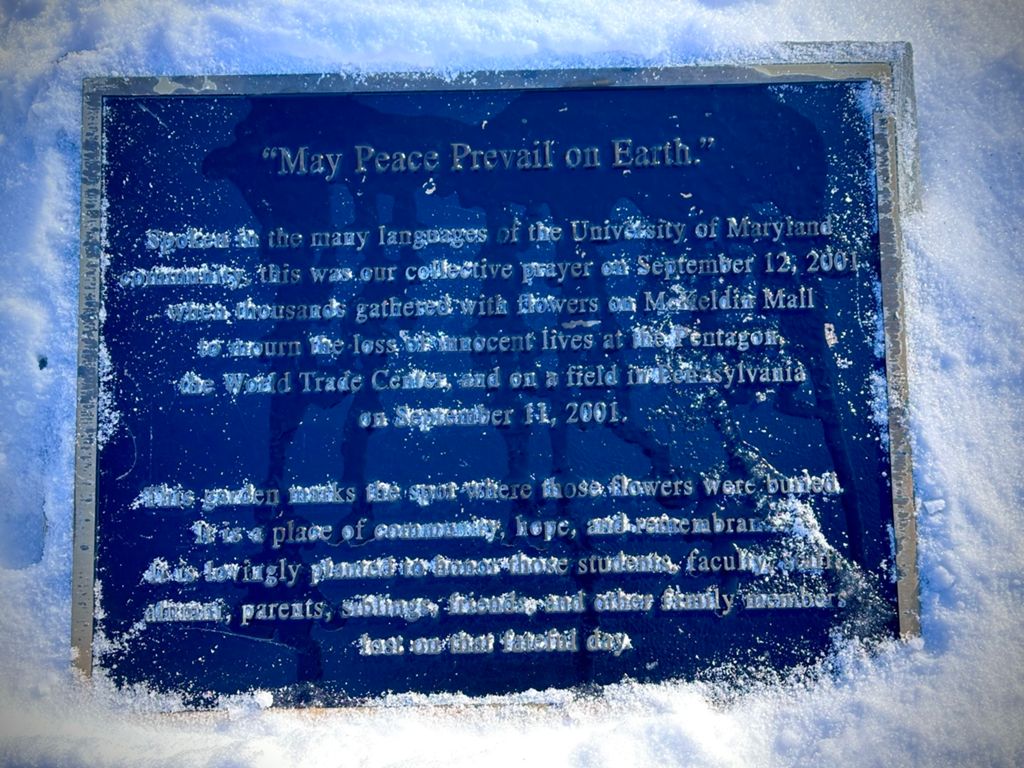 “May Peace Prevail on Earth.”
Spoken in the many languages of the University of Maryland
community, this was our collective prayer on September 12, 2001
when thousands gathered with flowers on McKeldin Mall
to mourn the loss of innocent lives at the Pentagon,
the World Trade Center, and on a field in Pennsylvania
on September 11, 2001.
This garden marks the spot where those flowers were buried.
It is a place of community, hope, and remembrance.
It is lovingly planted to honor those students, faculty, staff,
alumni, parents, siblings, friends, and other family members
lost on that fateful day.